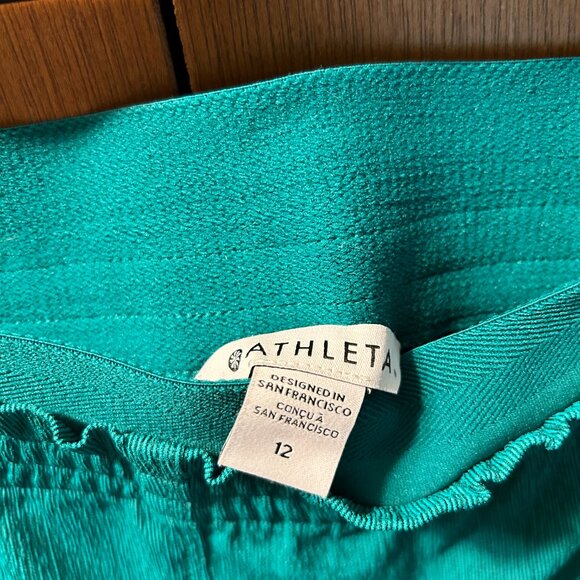 ATHLETA
DESIGNED IN
SAN FRANCISCO
CONÇU À
SAN FRANCISCO
12